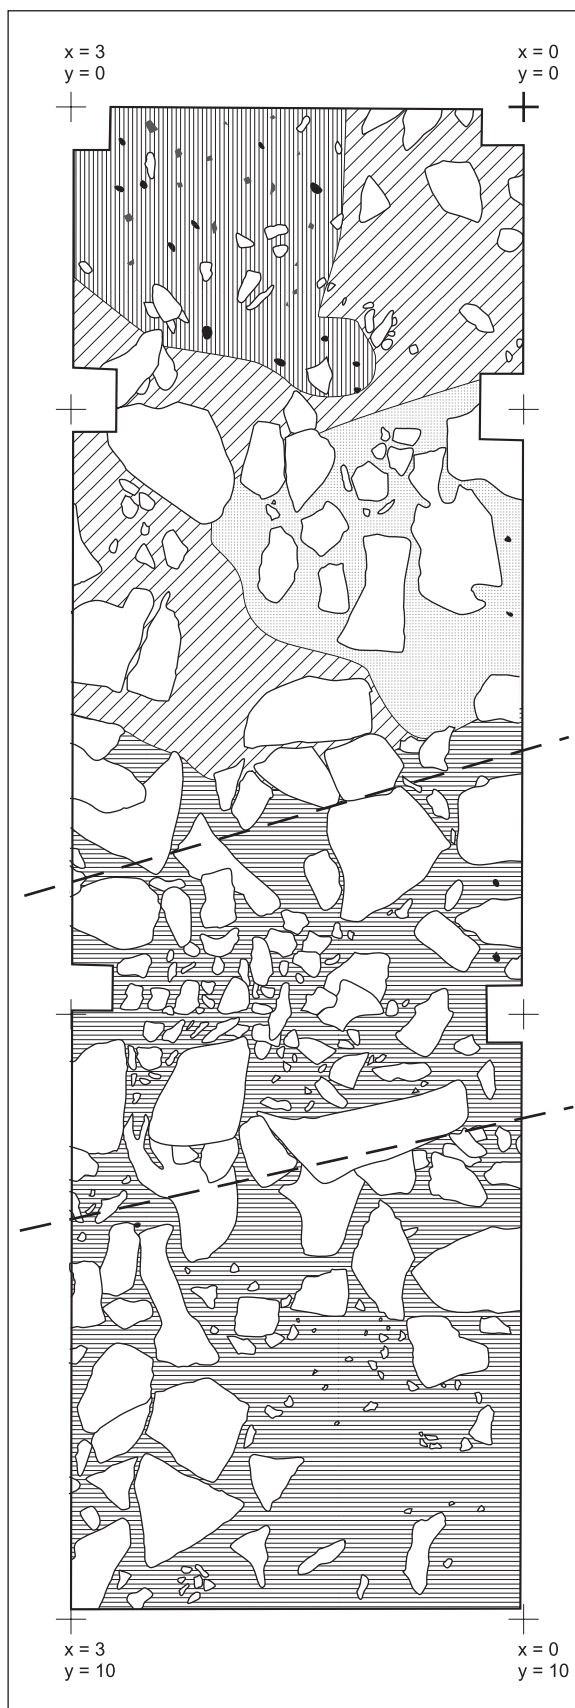 x = 3
y = 0
x = 0
y = 0
x = 3
y = 10
x = 0
y = 10